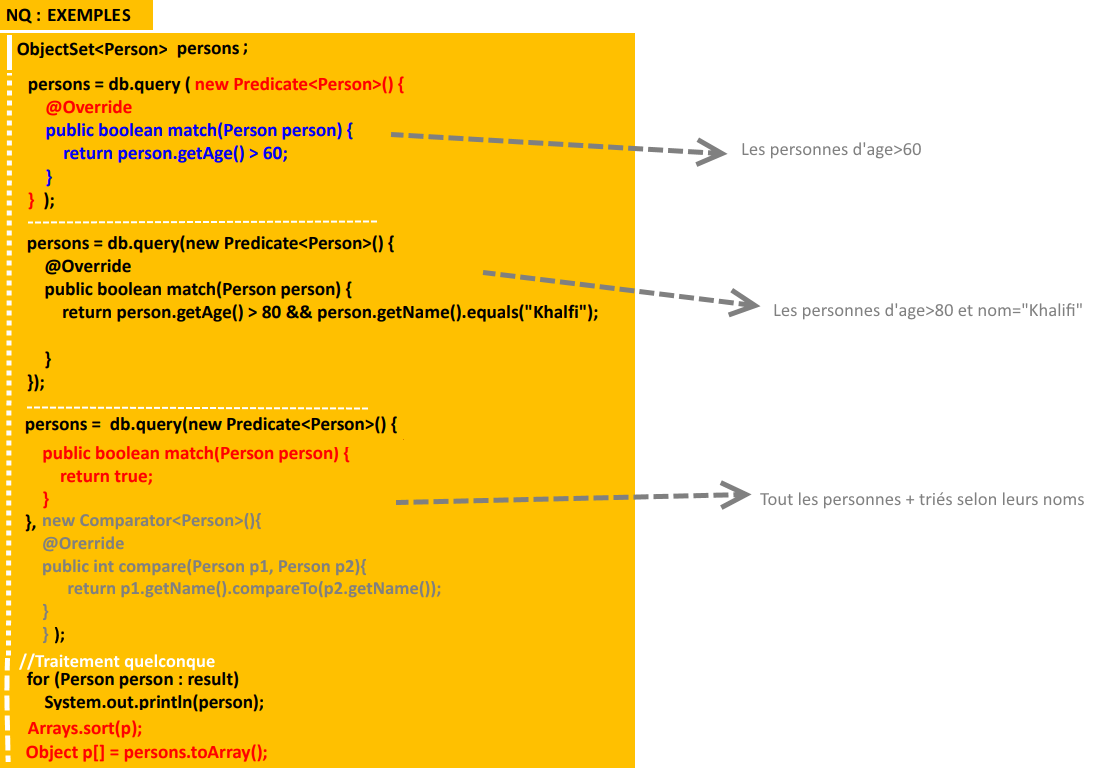 NQ : EXEMPLES
ObjectSet<Person> persons ;
persons = db.query ( new Predicate<Person>() {
@Override
public boolean match(Person person) {
return person.getAge() > 60;
}
} );
Les personnes d'age>60
persons = db.query(new Predicate<Person>() {
@Override
public boolean match(Person person) {
return person.getAge() > 80 && person.getName().equals("Khalfi");
}
});
Les personnes d'age>80 et nom="Khalifi"
persons = db.query(new Predicate<Person>() {
public boolean match(Person person) {
return true;
}
}, new Comparator<Person>(){
@Orerride
public int compare(Person p1, Person p2){
return p1.getName().compareTo(p2.getName());
}
} );
Tout les personnes + triés selon leurs noms
//Traitement quelconque
for (Person person : result)
System.out.println(person);
Arrays.sort(p);
Object p[] = persons.toArray();